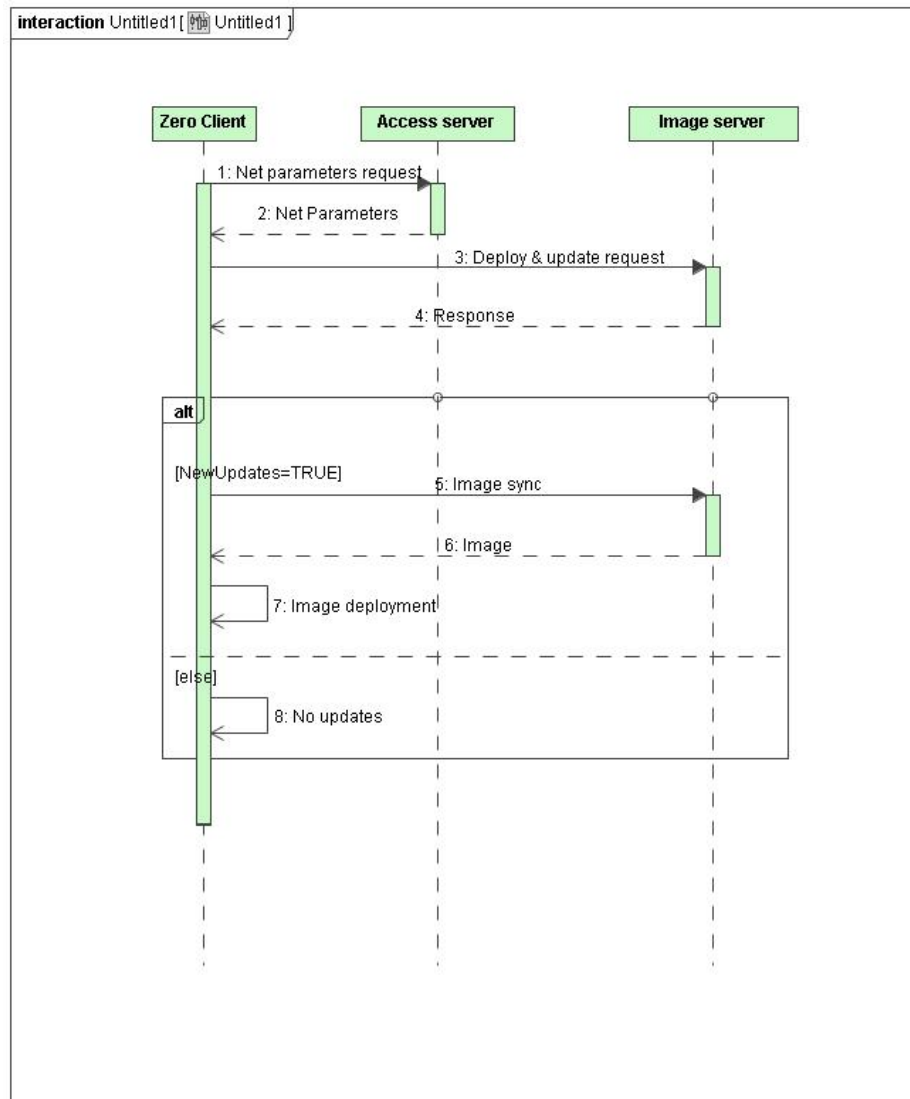 interaction Untitled1[ Untitled1 ]
Zero Client
Access server
Image server
1: Net parameters request
2: Net Parameters
3: Deploy & update request
4: Response
alt
[NewUpdates=TRUE]
5: Image sync
6: Image
7: Image deployment
[else]
8: No updates